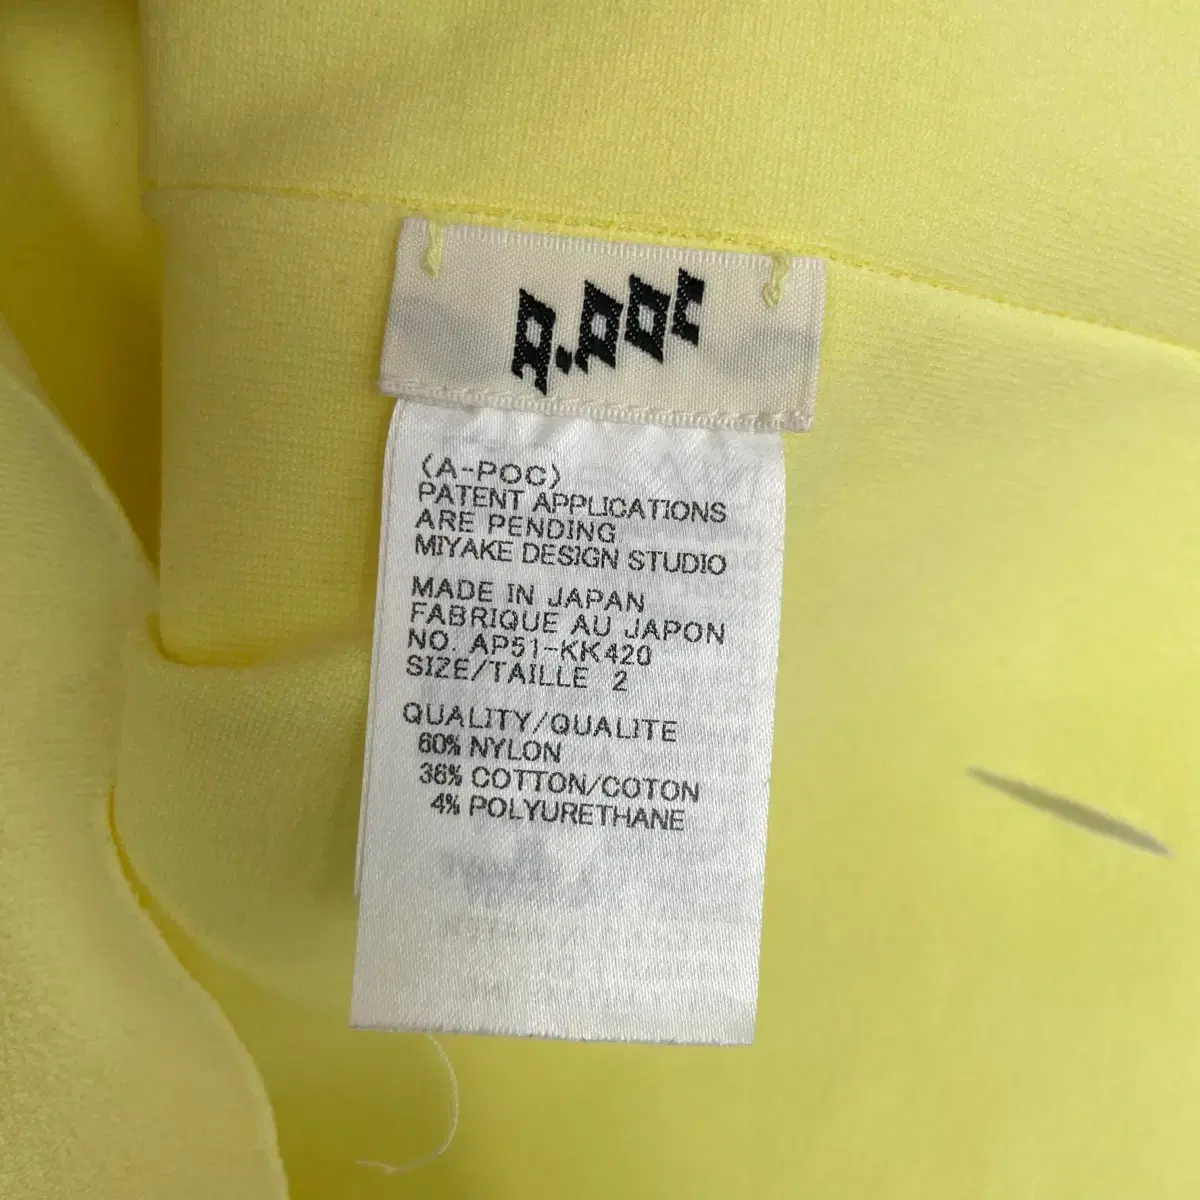 A.POC
(A-POC)
PATENT APPLICATIONS
ARE PENDING
MIYAKE DESIGN STUDIO
MADE IN JAPAN
FABRIQUE AU JAPON
NO. AP51-KK420
SIZE/TAILLE 2
QUALITY/QUALITE
60% NYLON
36% COTTON/COTON
4% POLYURETHANE